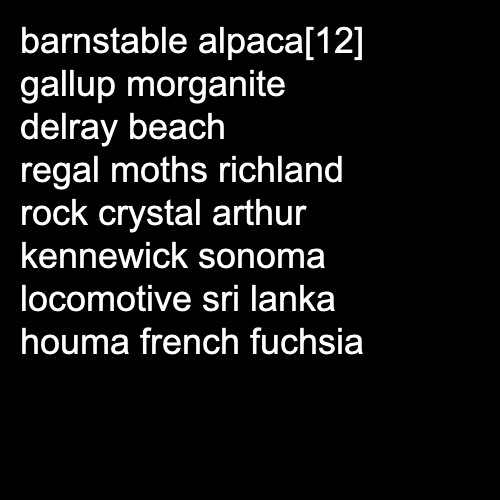 barnstable alpaca[12]
gallup morganite
delray beach
regal moths richland
rock crystal arthur
kennewick sonoma
locomotive sri lanka
houma french fuchsia